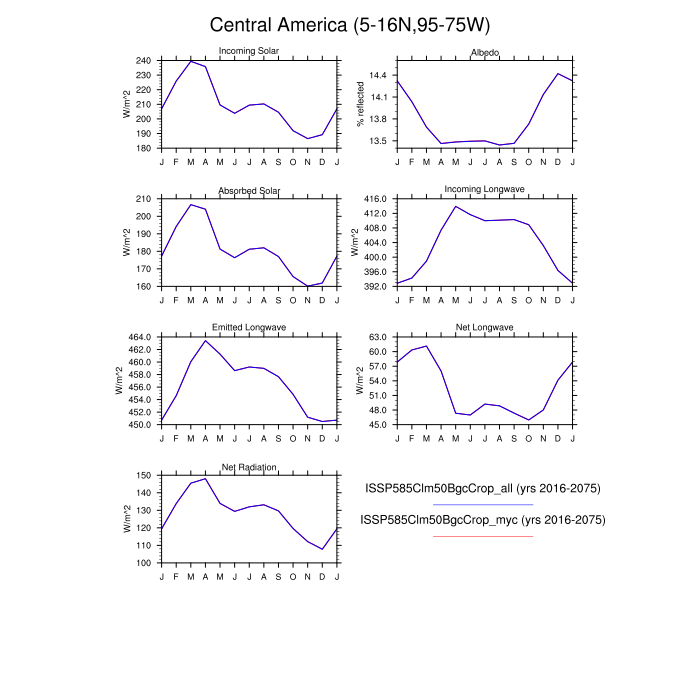 Central America (5-16N,95-75W)
Incoming Solar
W/m^2
240
230
220
210
200
190
180
J F M A M J J A S O N D J
Albedo
% reflected
14.4
14.1
13.8
13.5
J F M A M J J A S O N D J
Absorbed Solar
W/m^2
210
200
190
180
170
160
J F M A M J J A S O N D J
Incoming Longwave
W/m^2
416.0
412.0
408.0
404.0
400.0
396.0
392.0
J F M A M J J A S O N D J
Emitted Longwave
W/m^2
464.0
462.0
460.0
458.0
456.0
454.0
452.0
450.0
J F M A M J J A S O N D J
Net Longwave
W/m^2
63.0
60.0
57.0
54.0
51.0
48.0
45.0
J F M A M J J A S O N D J
Net Radiation
W/m^2
150
140
130
120
110
100
J F M A M J J A S O N D J
ISSP585Clm50BgcCrop_all (yrs 2016-2075)
ISSP585Clm50BgcCrop_myc (yrs 2016-2075)